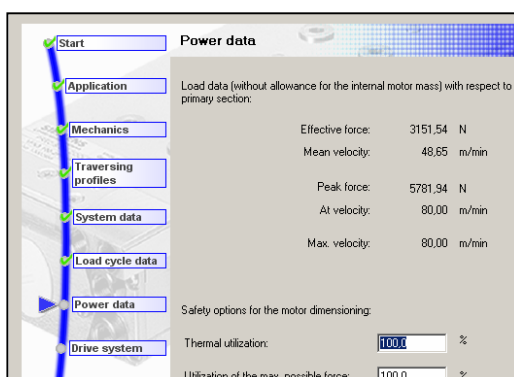 Start
Application
Mechanics
Traversing
profiles
System data
Load cycle data
Power data
Drive system
Power data
Load data (without allowance for the internal motor mass) with respect to
primary section:
Effective force: 3151,54 N
Mean velocity: 48,65 m/min
Peak force: 5781,94 N
At velocity: 80,00 m/min
Max. velocity: 80,00 m/min
Safety options for the motor dimensioning:
Thermal utilization: 100,0 %
Utilization of the max. possible force: 100,0 %